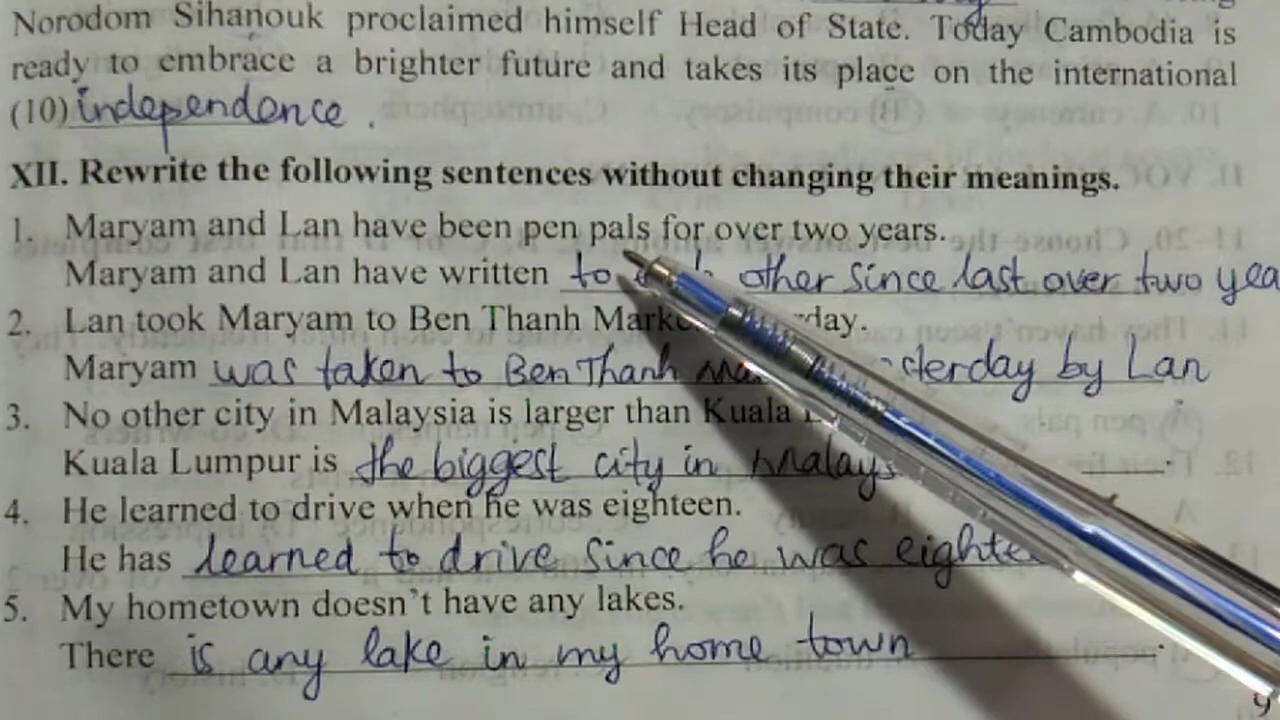 Norodom Sihanouk proclaimed himself Head of State. Today Cambodia is
ready to embrace a brighter future and takes its place on the international
(10) independence .
XII. Rewrite the following sentences without changing their meanings.
1. Maryam and Lan have been pen pals for over two years.
Maryam and Lan have written to other since last over two yea
2. Lan took Maryam to Ben Thanh
Maryam was taken to Ben Thanh by Lan
3. No other city in Malaysia is larger than Kuala
Kuala Lumpur is the biggest city in Malays
4. He learned to drive when he was eighteen.
He has learned to drive since he was eighte
5. My hometown doesn't have any lakes.
There is any lake in my home town .
9